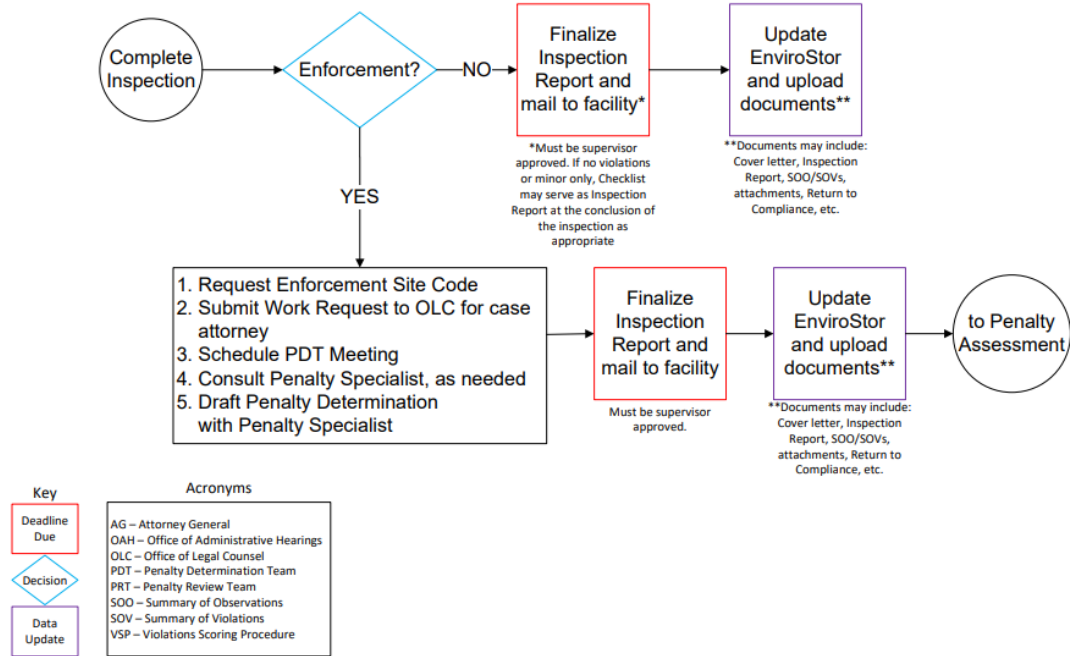 Complete
Inspection
Enforcement?
NO
Finalize
Inspection
Report and
mail to facility*
Update
EnviroStor
and upload
documents**
*Must be supervisor
approved. If no violations
or minor only, Checklist
may serve as Inspection
Report at the conclusion of
the inspection as
appropriate
**Documents may include:
Cover letter, Inspection
Report, SOO/SOVs,
attachments, Return to
Compliance, etc.
YES
1. Request Enforcement Site Code
2. Submit Work Request to OLC for case
attorney
3. Schedule PDT Meeting
4. Consult Penalty Specialist, as needed
5. Draft Penalty Determination
with Penalty Specialist
Finalize
Inspection
Report and
mail to facility
Must be supervisor
approved.
Update
EnviroStor
and upload
documents**
**Documents may include:
Cover letter, Inspection
Report, SOO/SOVs,
attachments, Return to
Compliance, etc.
to Penalty
Assessment
Key
Deadline
Due
Decision
Data
Update
Acronyms
AG – Attorney General
OAH – Office of Administrative Hearings
OLC – Office of Legal Counsel
PDT – Penalty Determination Team
PRT – Penalty Review Team
SOO – Summary of Observations
SOV – Summary of Violations
VSP – Violations Scoring Procedure